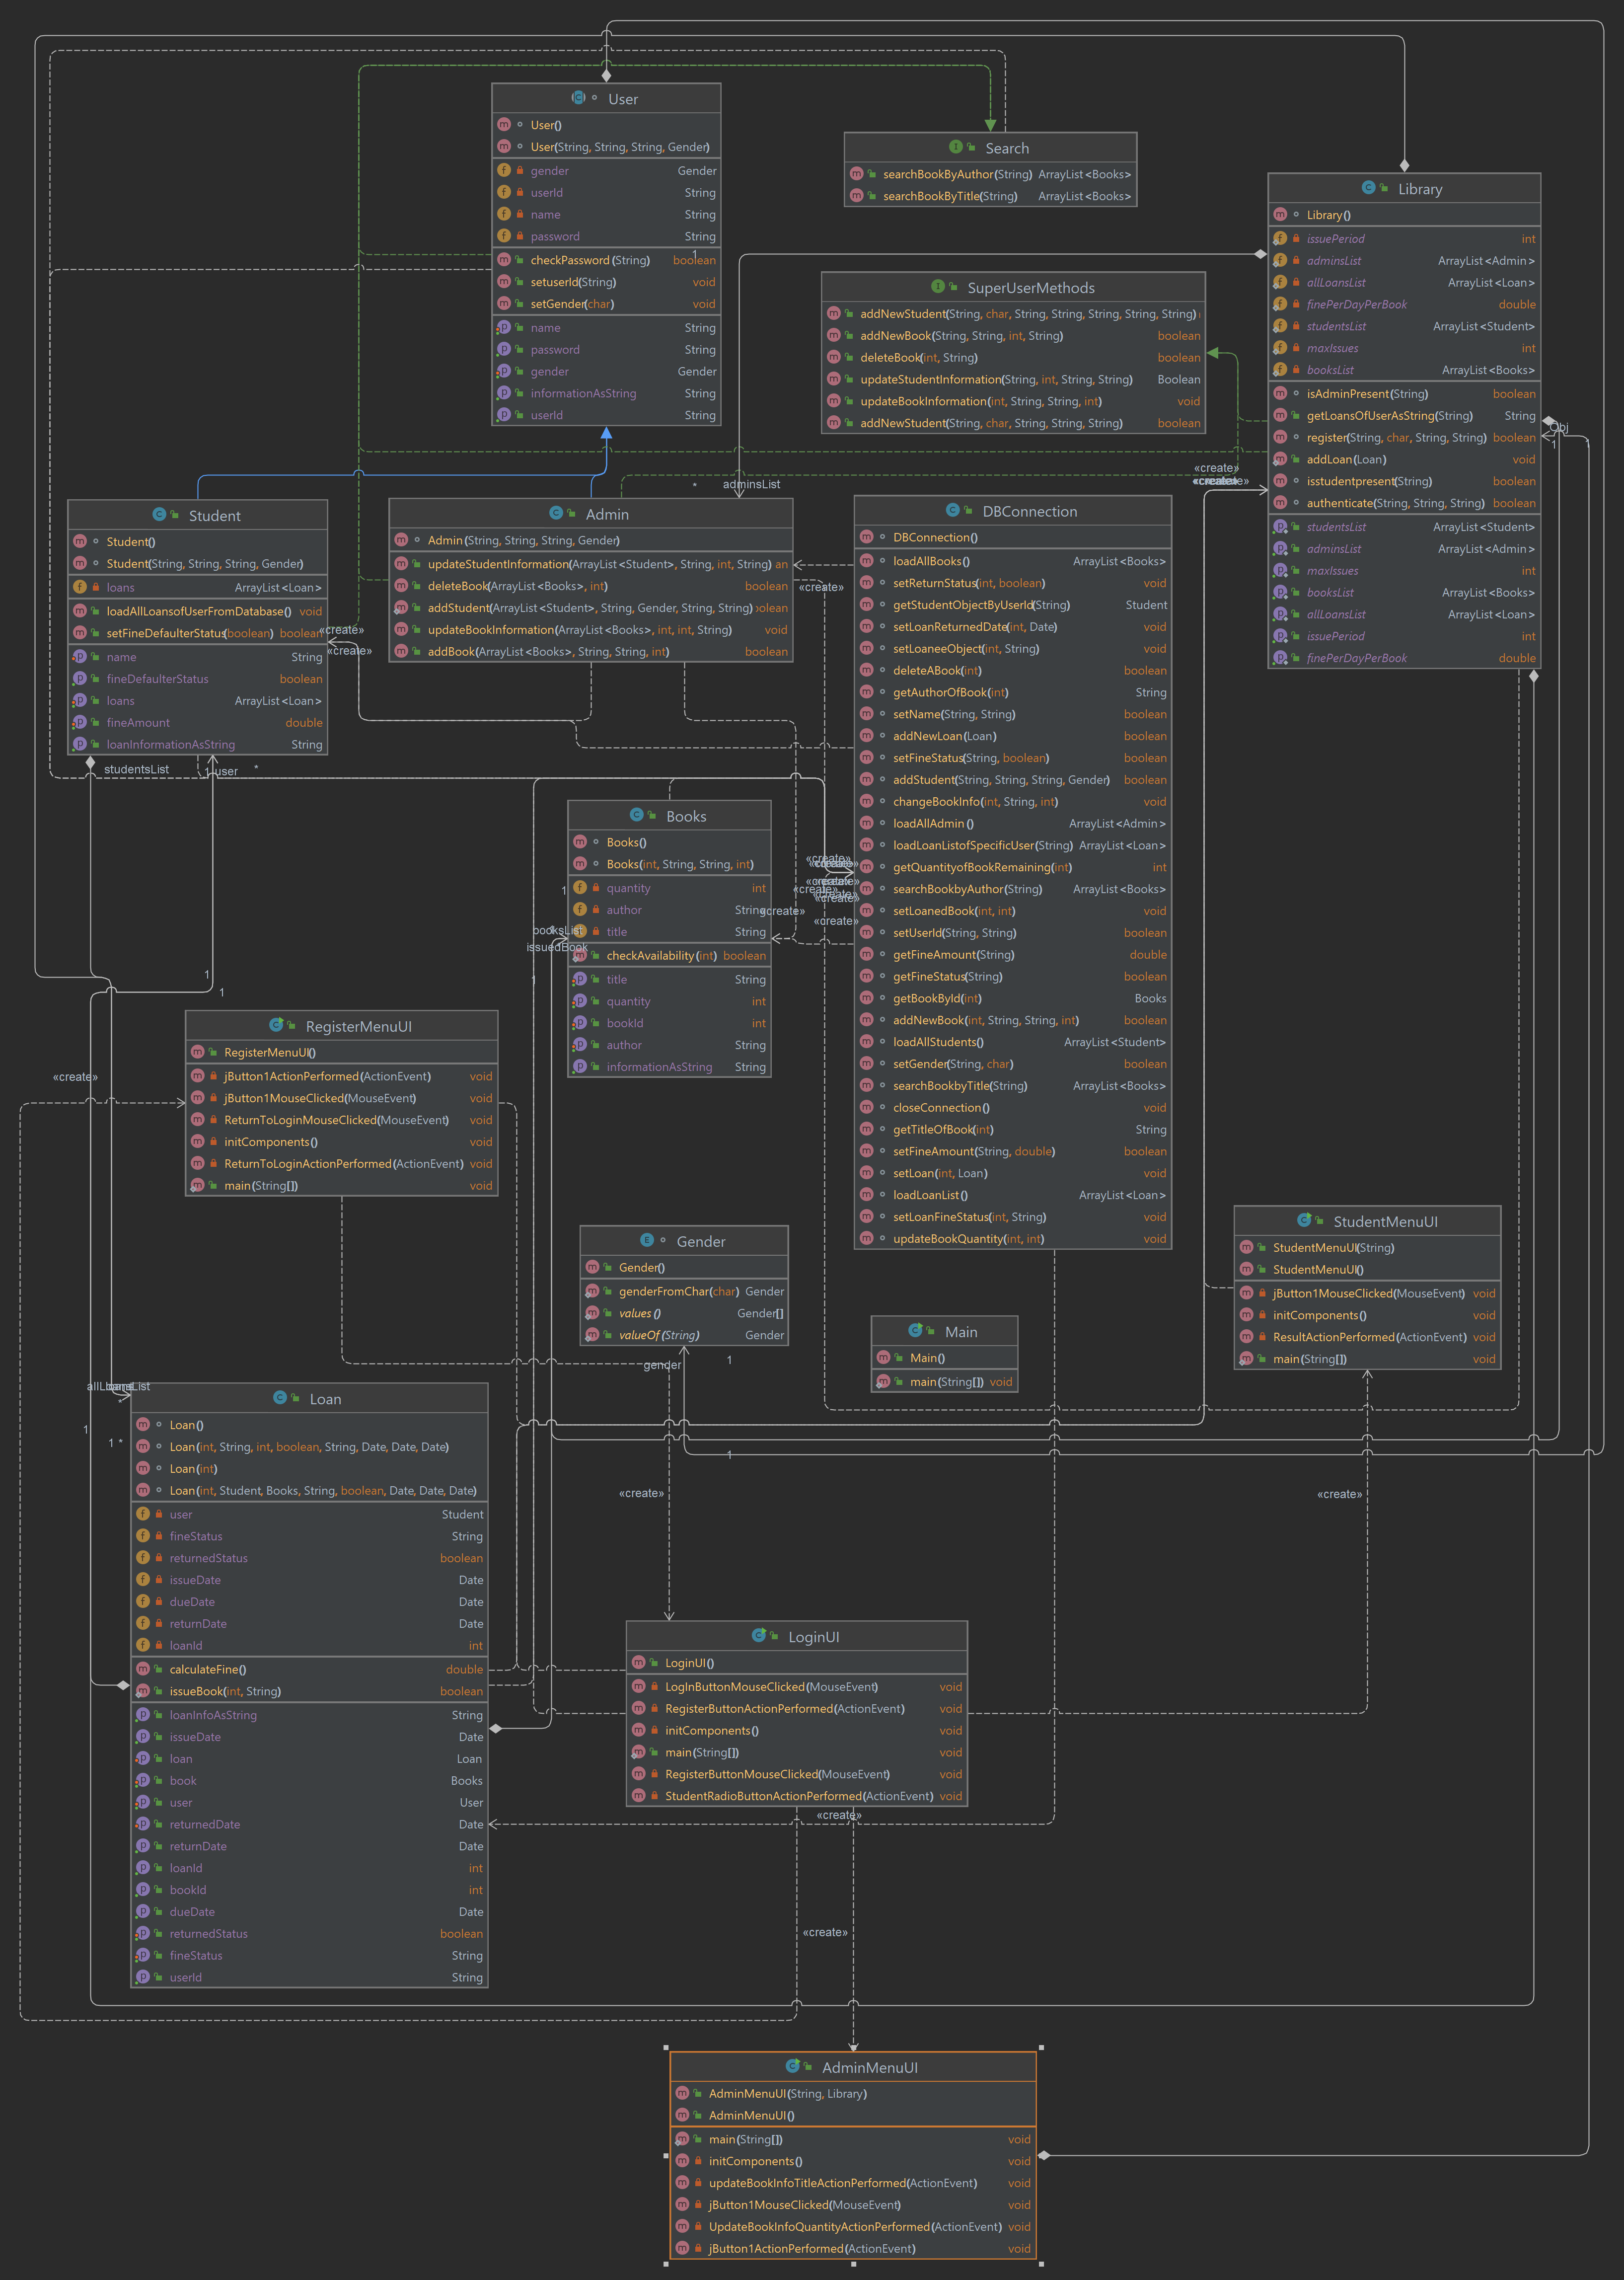 User
User()
User(String, String, String, Gender)
gender Gender
userId String
name String
password String
checkPassword(String) boolean
setuserId(String) void
setGender(char) void
name String
password String
gender Gender
informationAsString String
userId String
1
Search
searchBookByAuthor(String) ArrayList<Books>
searchBookByTitle(String) ArrayList<Books>
Library
Library()
issuePeriod int
adminsList ArrayList<Admin>
allLoansList ArrayList<Loan>
finePerDayPerBook double
studentsList ArrayList<Student>
maxIssues int
booksList ArrayList<Books>
isAdminPresent(String) boolean
getLoansOfUserAsString(String) String
register(String, char, String, String) boolean
addLoan(Loan) void
isstudentpresent(String) boolean
authenticate(String, String, String) boolean
studentsList ArrayList<Student>
adminsList ArrayList<Admin>
maxIssues int
booksList ArrayList<Books>
allLoansList ArrayList<Loan>
issuePeriod int
finePerDayPerBook double
Obj
1
SuperUserMethods
addNewStudent(String, char, String, String, String, String, String)
addNewBook(String, String, int, String) boolean
deleteBook(int, String) boolean
updateStudentInformation(String, int, String, String) Boolean
updateBookInformation(int, String, String, int) void
addNewStudent(String, char, String, String, String) boolean
«create»
«create»
* adminsList
Student
Student()
Student(String, String, String, Gender)
loans ArrayList<Loan>
loadAllLoansofUserFromDatabase() void
setFineDefaulterStatus(boolean) boolean
name String
fineDefaulterStatus boolean
loans ArrayList<Loan>
fineAmount double
loanInformationAsString String
«create»
«create»
studentsList
1 user *
Admin
Admin(String, String, String, Gender)
updateStudentInformation(ArrayList<Student>, String, int, String) an
deleteBook(ArrayList<Books>, int) boolean
addStudent(ArrayList<Student>, String, Gender, String, String) olean
updateBookInformation(ArrayList<Books>, int, int, String) void
addBook(ArrayList<Books>, String, String, int) boolean
«create»
DBConnection
DBConnection()
loadAllBooks() ArrayList<Books>
setReturnStatus(int, boolean) void
getStudentObjectByUserId(String) Student
setLoanReturnedDate(int, Date) void
setLoaneeObject(int, String) void
deleteABook(int) boolean
getAuthorOfBook(int) String
setName(String, String) boolean
addNewLoan(Loan) boolean
setFineStatus(String, boolean) boolean
addStudent(String, String, String, Gender) boolean
changeBookInfo(int, String, int) void
loadAllAdmin() ArrayList<Admin>
loadLoanListofSpecificUser(String) ArrayList<Loan>
getQuantityofBookRemaining(int) int
searchBookbyAuthor(String) ArrayList<Books>
setLoanedBook(int, int) void
setUserId(String, String) boolean
getFineAmount(String) double
getFineStatus(String) boolean
getBookById(int) Books
addNewBook(int, String, String, int) boolean
loadAllStudents() ArrayList<Student>
setGender(String, char) boolean
searchBookbyTitle(String) ArrayList<Books>
closeConnection() void
getTitleOfBook(int) String
setFineAmount(String, double) boolean
setLoan(int, Loan) void
loadLoanList() ArrayList<Loan>
setLoanFineStatus(int, String) void
updateBookQuantity(int, int) void
Books
Books()
Books(int, String, String, int)
quantity int
author String
title String
checkAvailability(int) boolean
title String
quantity int
bookId int
author String
informationAsString String
1
booksList
issuedBook
1
«create»
«create»
«create»
«create»
«create»
«create»
«create»
1
1
RegisterMenuUI
RegisterMenuUI()
jButton1ActionPerformed(ActionEvent) void
jButton1MouseClicked(MouseEvent) void
ReturnToLoginMouseClicked(MouseEvent) void
initComponents() void
ReturnToLoginActionPerformed(ActionEvent) void
main(String[]) void
«create»
Gender
Gender()
genderFromChar(char) Gender
values() Gender[]
valueOf(String) Gender
gender 1
Main
Main()
main(String[]) void
StudentMenuUI
StudentMenuUI(String)
StudentMenuUI()
jButton1MouseClicked(MouseEvent) void
initComponents() void
ResultActionPerformed(ActionEvent) void
main(String[]) void
*
1 1 *
1
Loan
Loan()
Loan(int, String, int, boolean, String, Date, Date, Date)
Loan(int)
Loan(int, Student, Books, String, boolean, Date, Date, Date)
user Student
fineStatus String
returnedStatus boolean
issueDate Date
dueDate Date
returnDate Date
loanId int
calculateFine() double
issueBook(int, String) boolean
loanInfoAsString String
issueDate Date
loan Loan
book Books
user User
returnedDate Date
returnDate Date
loanId int
bookId int
dueDate Date
returnedStatus boolean
fineStatus String
userId String
«create»
«create»
LoginUI
LoginUI()
LogInButtonMouseClicked(MouseEvent) void
RegisterButtonActionPerformed(ActionEvent) void
initComponents() void
main(String[]) void
RegisterButtonMouseClicked(MouseEvent) void
StudentRadioButtonActionPerformed(ActionEvent) void
«create»
«create»
AdminMenuUI
AdminMenuUI(String, Library)
AdminMenuUI()
main(String[]) void
initComponents() void
updateBookInfoTitleActionPerformed(ActionEvent) void
jButton1MouseClicked(MouseEvent) void
UpdateBookInfoQuantityActionPerformed(ActionEvent) void
jButton1ActionPerformed(ActionEvent) void